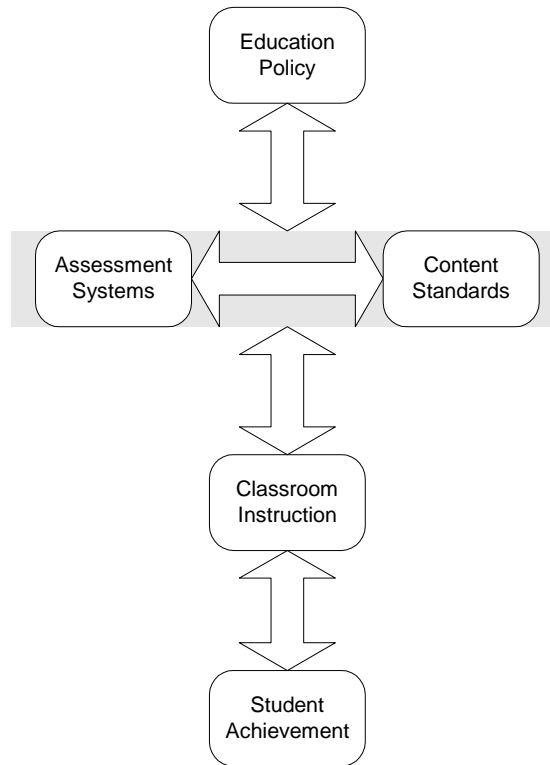 Education
Policy
Assessment
Systems
Content
Standards
Classroom
Instruction
Student
Achievement